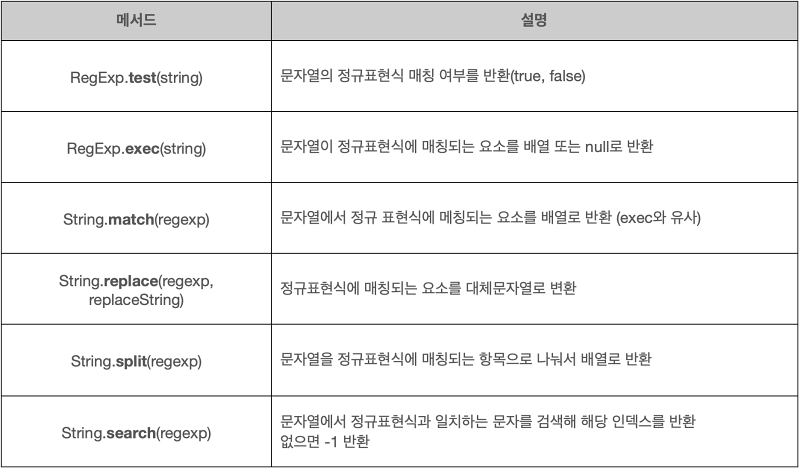 메서드
설명
RegExp.test(string)
문자열의 정규표현식 매칭 여부를 반환(true, false)
RegExp.exec(string)
문자열이 정규표현식에 매칭되는 요소를 배열 또는 null로 반환
String.match(regexp)
문자열에서 정규 표현식에 메칭되는 요소를 배열로 반환 (exec와 유사)
String.replace(regexp,
replaceString)
정규표현식에 매칭되는 요소를 대체문자열로 변환
String.split(regexp)
문자열을 정규표현식에 매칭되는 항목으로 나눠서 배열로 반환
String.search(regexp)
문자열에서 정규표현식과 일치하는 문자를 검색해 해당 인덱스를 반환
없으면 -1 반환